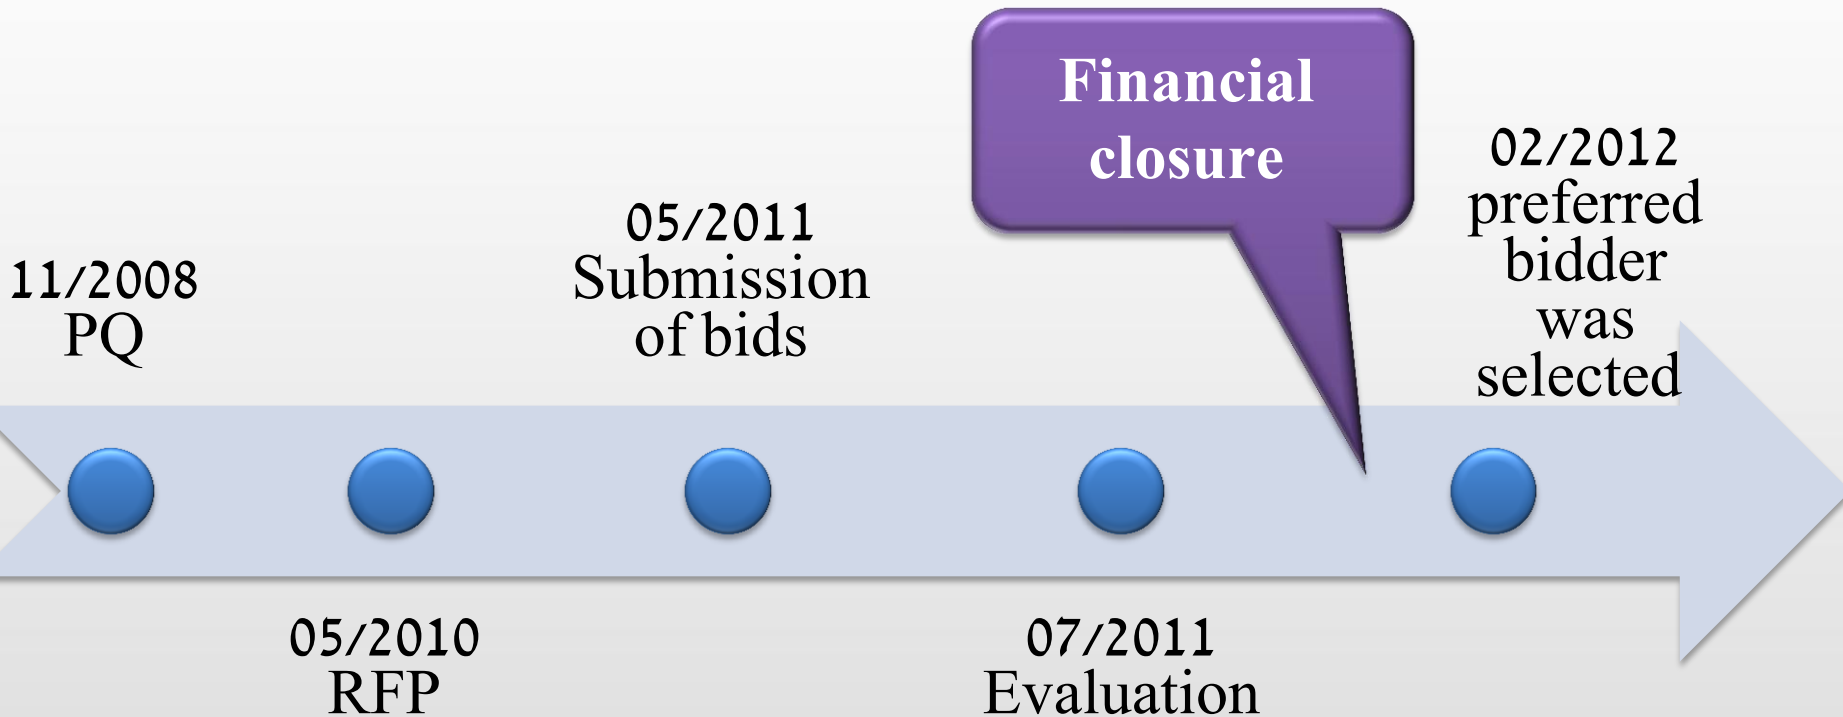 Financial
closure
11/2008
PQ
05/2010
RFP
05/2011
Submission
of bids
07/2011
Evaluation
02/2012
preferred
bidder
was
selected